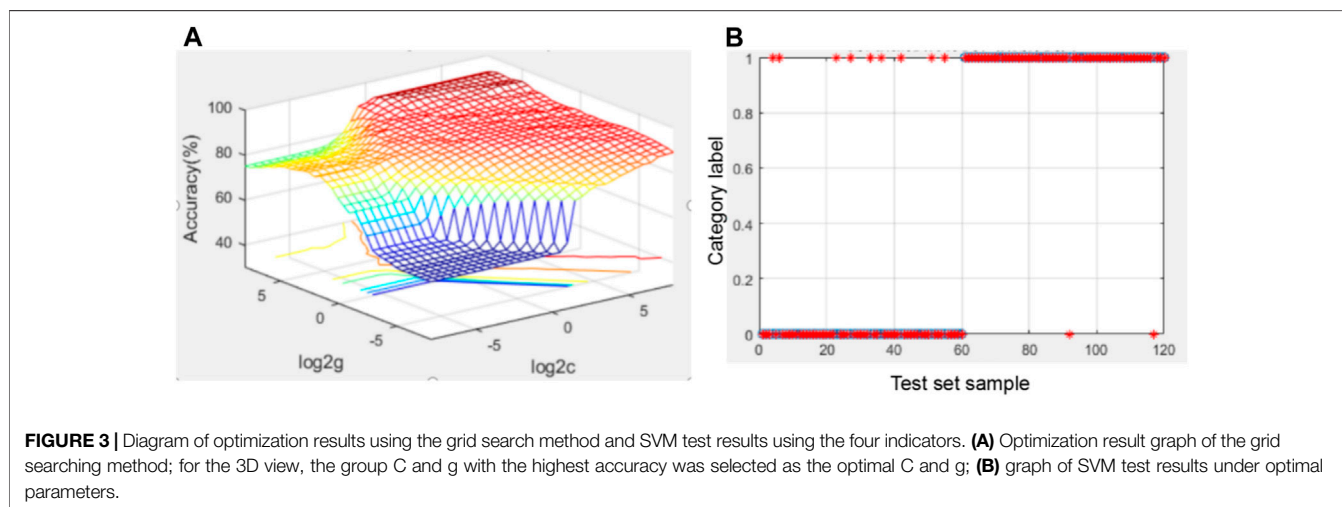 A
B
100
80
60
40
Accuracy(%)
5
0
-5
log2g
-5
0
5
log2c
1
0.8
0.6
0.4
0.2
0
Category label
0 20 40 60 80 100 120
Test set sample
FIGURE 3 | Diagram of optimization results using the grid search method and SVM test results using the four indicators. (A) Optimization result graph of the grid
searching method; for the 3D view, the group C and g with the highest accuracy was selected as the optimal C and g; (B) graph of SVM test results under optimal
parameters.